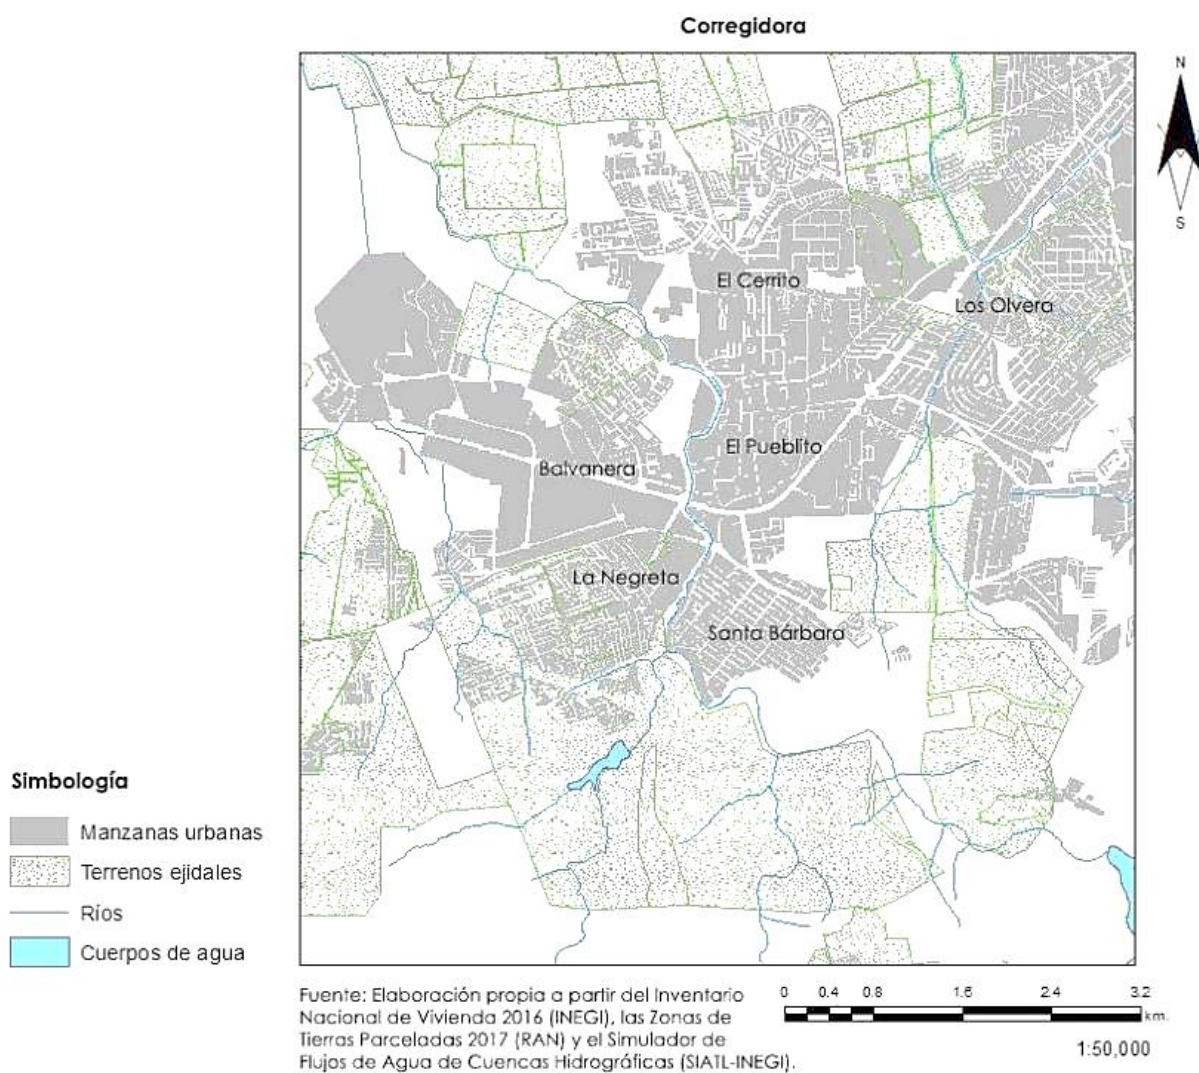 Corregidora
N
S
El Cerrito
Los Olvera
El Pueblito
Balvanera
La Negreta
Santa Bárbara
Simbología
Manzanas urbanas
Terrenos ejidales
Ríos
Cuerpos de agua
Fuente: Elaboración propia a partir del Inventario
Nacional de Vivienda 2016 (INEGI), las Zonas de
Tierras Parceladas 2017 (RAN) y el Simulador de
Flujos de Agua de Cuencas Hidrográficas (SIATL-INEGI).
0 0.4 0.8 1.6 2.4 3.2
km.
1:50,000